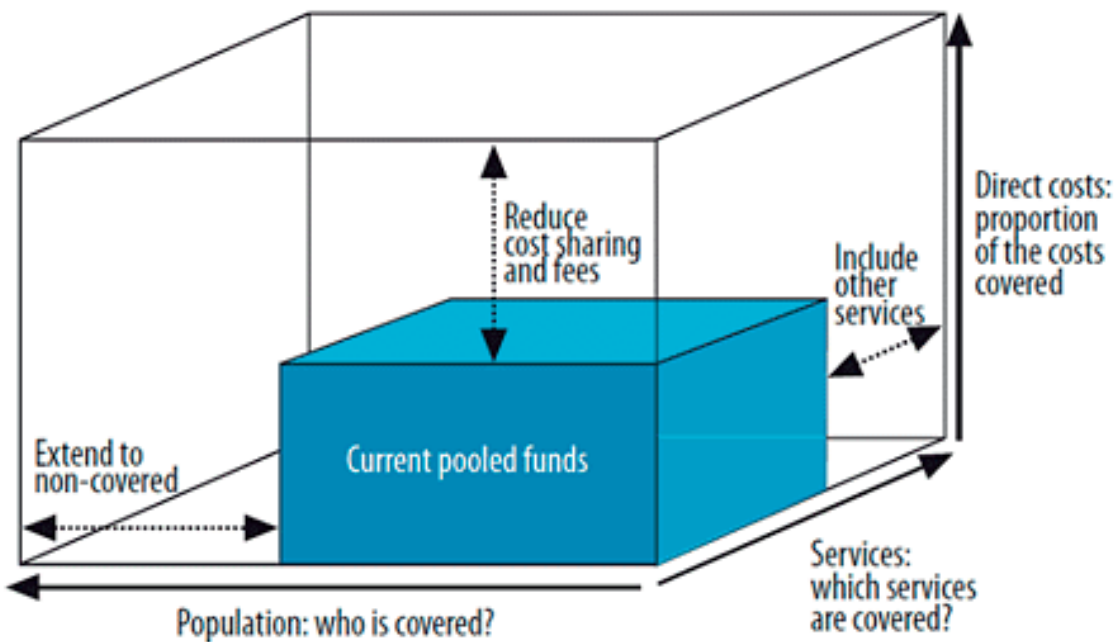 Direct costs:
proportion
of the costs
covered
Reduce
cost sharing
and fees
Include
other
services
Extend to
non-covered
Current pooled funds
Services:
which services
are covered?
Population: who is covered?